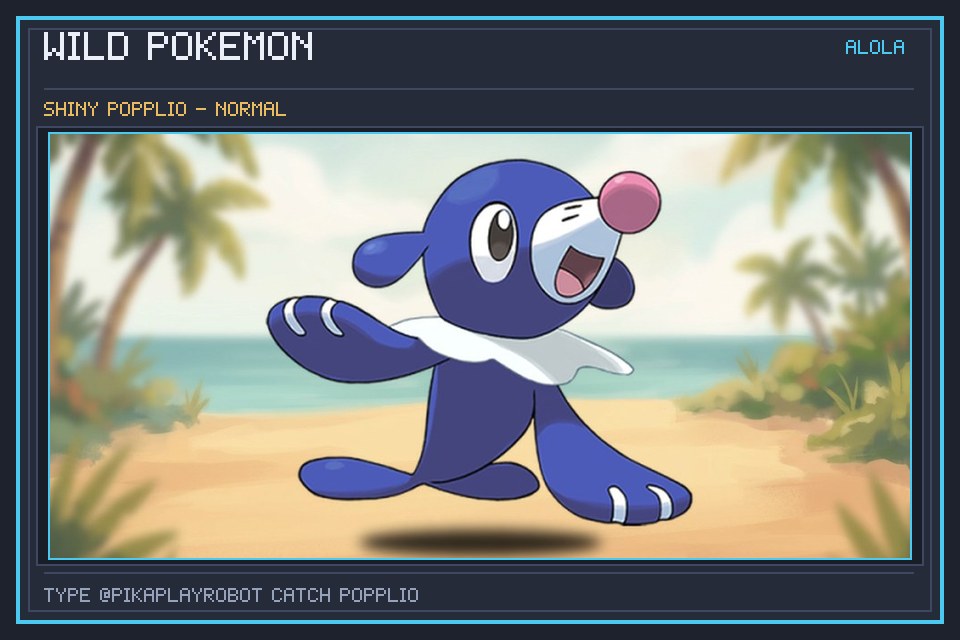 WILD POKEMON
ALOLA
SHINY POPPLIO - NORMAL
TYPE @PIKAPLAYROBOT CATCH POPPLIO